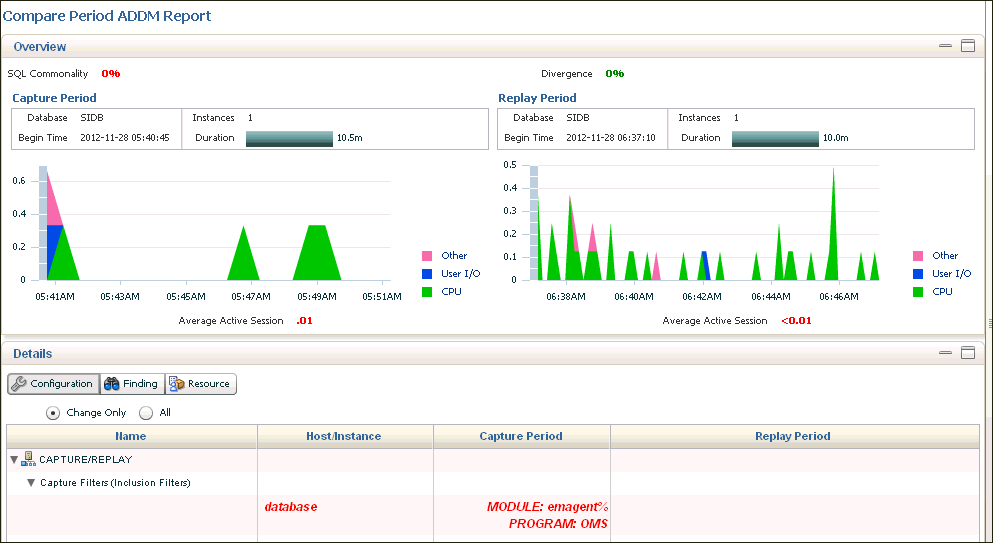 Compare Period ADDM Report
Overview
SQL Commonality 0% Divergence 0%
Capture Period
Database SIDB Instances 1
Begin Time 2012-11-28 05:40:45 Duration 10.5m
0.6
0.4
0.2
0
05:41AM 05:43AM 05:45AM 05:47AM 05:49AM 05:51AM
Other
User I/O
CPU
Average Active Session .01
Replay Period
Database SIDB Instances 1
Begin Time 2012-11-28 06:37:10 Duration 10.0m
0.5
0.4
0.3
0.2
0.1
0
06:38AM 06:40AM 06:42AM 06:44AM 06:46AM
Other
User I/O
CPU
Average Active Session <0.01
Details
Configuration Finding Resource
Change Only All
Name Host/Instance Capture Period Replay Period
CAPTURE/REPLAY
Capture Filters (Inclusion Filters)
database MODULE: emagent%
PROGRAM: OMS